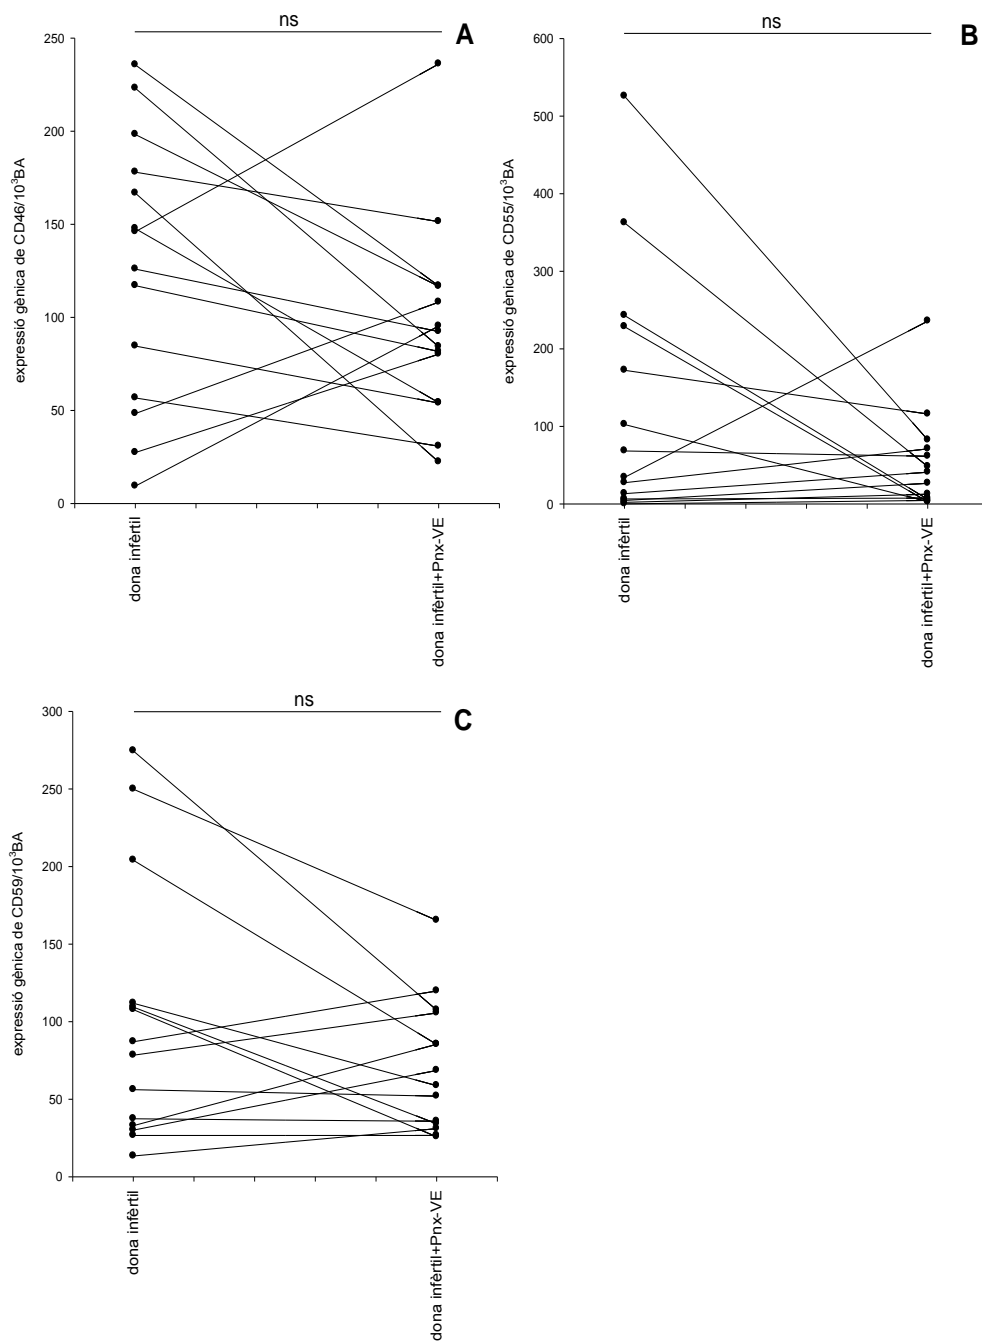 ns
A
250
200
150
100
50
0
expressió gènica de CD46/10³BA
dona infèrtil
dona infèrtil+Pnx-VE
ns
B
600
500
400
300
200
100
0
expressió gènica de CD55/10³BA
dona infèrtil
dona infèrtil+Pnx-VE
ns
C
300
250
200
150
100
50
0
expressió gènica de CD59/10³BA
dona infèrtil
dona infèrtil+Pnx-VE